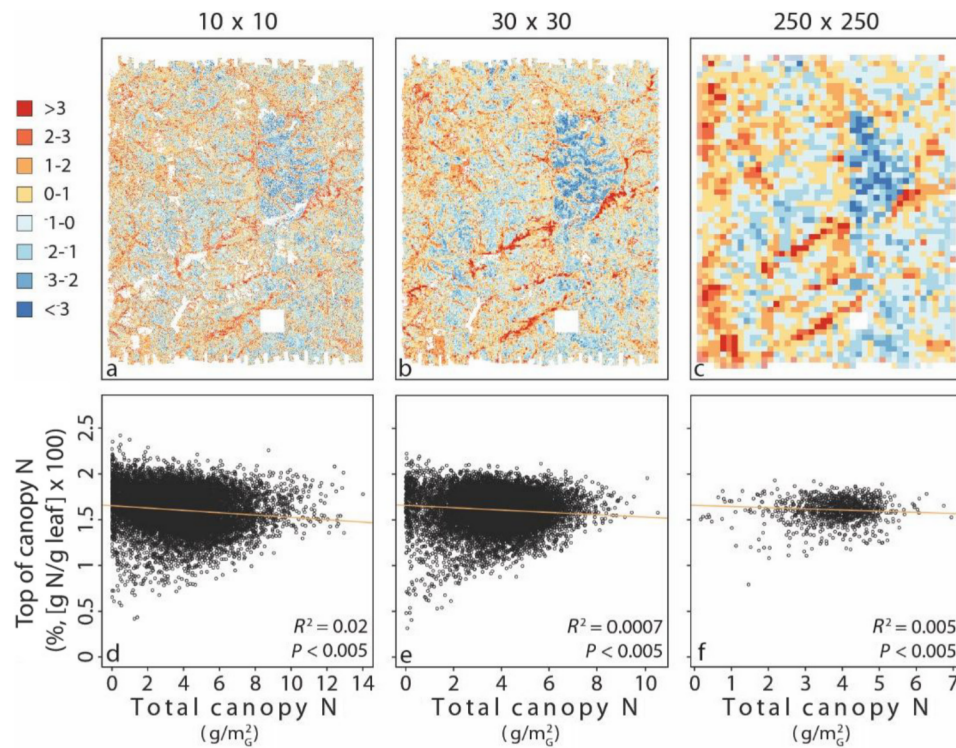 10 x 10
30 x 30
250 x 250
>3
2-3
1-2
0-1
-1-0
-2-1
-3-2
<-3
a
b
c
Top of canopy N
(%, [g N/g leaf] x 100)
2.5
2
1.5
1
0.5
0
d
R² = 0.02
P < 0.005
e
R² = 0.0007
P < 0.005
f
R² = 0.005
P < 0.005
0 2 4 6 8 10 12 14
0 2 4 6 8 10
0 1 2 3 4 5 6 7
Total canopy N
(g/m²G)
Total canopy N
(g/m²G)
Total canopy N
(g/m²G)